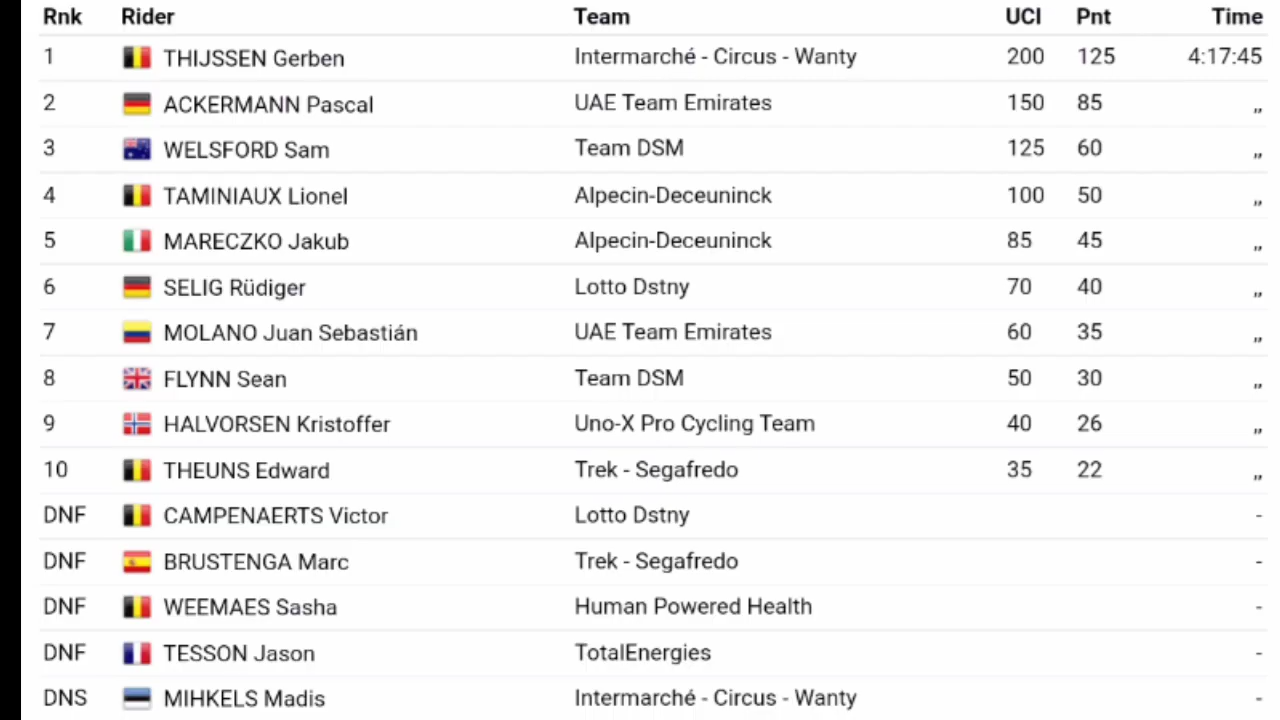 Rnk Rider Team UCI Pnt Time
1 THIJSSEN Gerben Intermarché - Circus - Wanty 200 125 4:17:45
2 ACKERMANN Pascal UAE Team Emirates 150 85 ,,
3 WELSFORD Sam Team DSM 125 60 ,,
4 TAMINIAUX Lionel Alpecin-Deceuninck 100 50 ,,
5 MARECZKO Jakub Alpecin-Deceuninck 85 45 ,,
6 SELIG Rüdiger Lotto Dstny 70 40 ,,
7 MOLANO Juan Sebastián UAE Team Emirates 60 35 ,,
8 FLYNN Sean Team DSM 50 30 ,,
9 HALVORSEN Kristoffer Uno-X Pro Cycling Team 40 26 ,,
10 THEUNS Edward Trek - Segafredo 35 22 ,,
DNF CAMPENAERTS Victor Lotto Dstny -
DNF BRUSTENGA Marc Trek - Segafredo -
DNF WEEMAES Sasha Human Powered Health -
DNF TESSON Jason TotalEnergies -
DNS MIHKELS Madis Intermarché - Circus - Wanty -